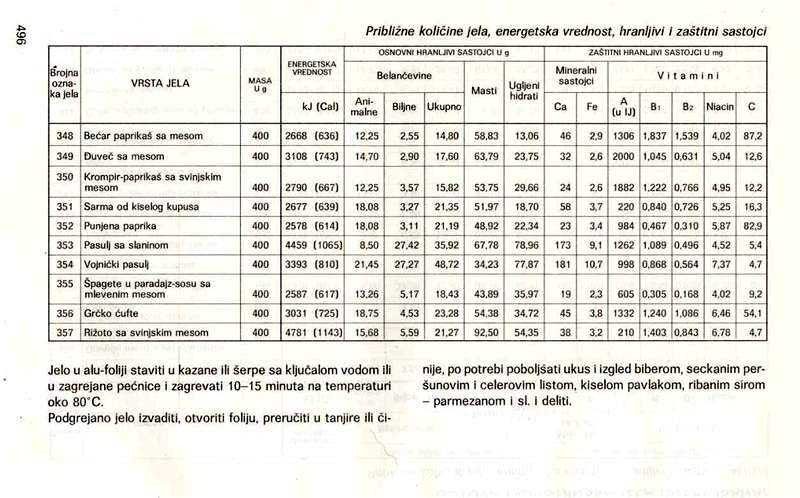 496
Približne količine jela, energetska vrednost, hranljivi i zaštitni sastojci
Brojna oznaka jela | VRSTA JELA | MASA U g | ENERGETSKA VREDNOST kJ (Cal) | OSNOVNI HRANLJIVI SASTOJCI U g | ZAŠTITNI HRANLJIVI SASTOJCI U mg
Belančevine | Masti | Ugljeni hidrati | Mineralni sastojci | Vitamini
Animalne | Biljne | Ukupno | Ca | Fe | A (u IJ) | B1 | B2 | Niacin | C
348 Bećar paprikaš sa mesom 400 2668 (636) 12,25 2,55 14,80 58,83 13,06 46 2,9 1306 1,837 1,539 4,02 87,2
349 Đuveč sa mesom 400 3108 (743) 14,70 2,90 17,60 63,79 23,75 32 2,6 2000 1,045 0,631 5,04 12,6
350 Krompir-paprikaš sa svinjskim
mesom 400 2790 (667) 12,25 3,57 15,82 53,75 29,66 24 2,6 1882 1,222 0,766 4,95 12,2
351 Sarma od kiselog kupusa 400 2677 (639) 18,08 3,27 21,35 51,97 18,70 58 3,7 220 0,840 0,726 5,25 16,3
352 Punjena paprika 400 2578 (614) 18,08 3,11 21,19 48,92 22,34 23 3,4 984 0,467 0,310 5,87 82,9
353 Pasulj sa slaninom 400 4459 (1065) 8,50 27,42 35,92 67,78 78,96 173 9,1 1262 1,089 0,496 4,52 5,4
354 Vojnički pasulj 400 3393 (810) 21,45 27,27 48,72 34,23 77,87 181 10,7 998 0,868 0,564 7,37 4,7
355 Špagete u paradajz-sosu sa
mlevenim mesom 400 2587 (617) 13,26 5,17 18,43 43,89 35,97 19 2,3 605 0,305 0,168 4,02 9,2
356 Grčko ćufte 400 3031 (725) 18,75 4,53 23,28 54,38 34,72 45 3,8 1332 1,240 1,086 6,46 54,1
357 Rižoto sa svinjskim mesom 400 4781 (1143) 15,68 5,59 21,27 92,50 54,35 38 3,2 210 1,403 0,843 6,78 4,7
Jelo u alu-foliji staviti u kazane ili šerpe sa ključalom vodom ili
u zagrejane pećnice i zagrevati 10–15 minuta na temperaturi
oko 80°C.
Podgrejano jelo izvaditi, otvoriti foliju, preručiti u tanjire ili či-
nije, po potrebi poboljšati ukus i izgled biberom, seckanim per-
šunovim i celerovim listom, kiselom pavlakom, ribanim sirom
– parmezanom i sl. i deliti.